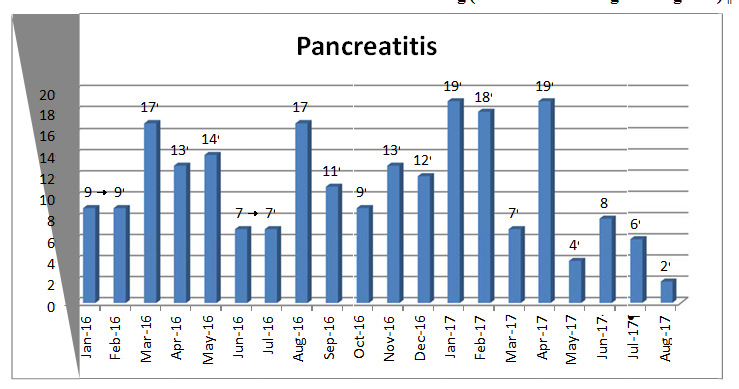 Pancreatitis
20
18
16
14
12
10
8
6
4
2
0
9 → 9
17
13
14
7 → 7
17
11
9
13
12
19
18
7
19
4
8
6
2
Jan-16
Feb-16
Mar-16
Apr-16
May-16
Jun-16
Jul-16
Aug-16
Sep-16
Oct-16
Nov-16
Dec-16
Jan-17
Feb-17
Mar-17
Apr-17
May-17
Jun-17
Jul-17¶
Aug-17